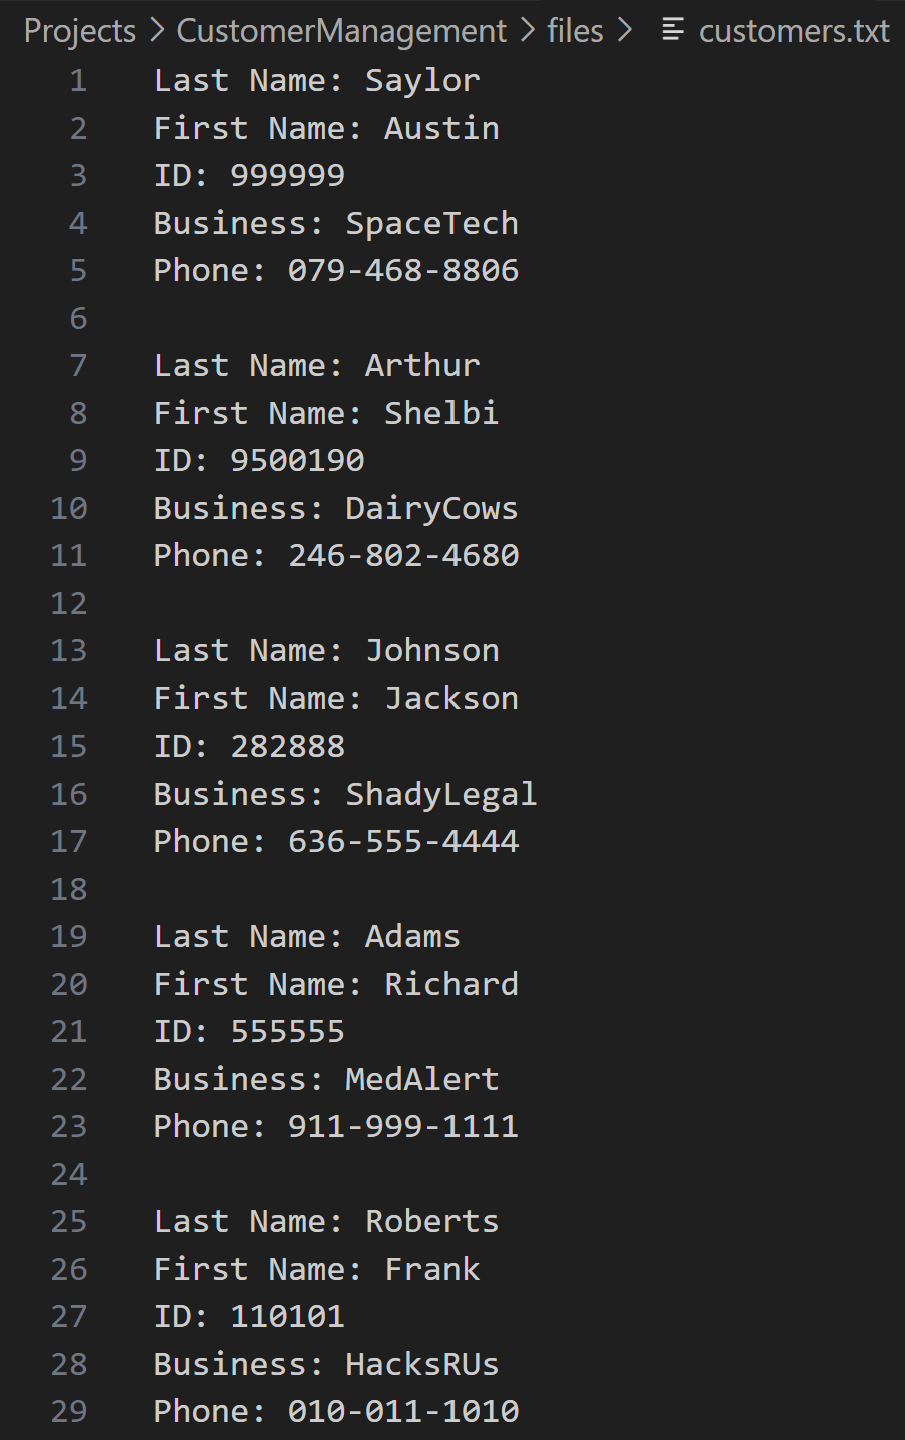 Projects > CustomerManagement > files > customers.txt
1 Last Name: Saylor
2 First Name: Austin
3 ID: 999999
4 Business: SpaceTech
5 Phone: 079-468-8806
6
7 Last Name: Arthur
8 First Name: Shelbi
9 ID: 9500190
10 Business: DairyCows
11 Phone: 246-802-4680
12
13 Last Name: Johnson
14 First Name: Jackson
15 ID: 282888
16 Business: ShadyLegal
17 Phone: 636-555-4444
18
19 Last Name: Adams
20 First Name: Richard
21 ID: 555555
22 Business: MedAlert
23 Phone: 911-999-1111
24
25 Last Name: Roberts
26 First Name: Frank
27 ID: 110101
28 Business: HacksRUs
29 Phone: 010-011-1010